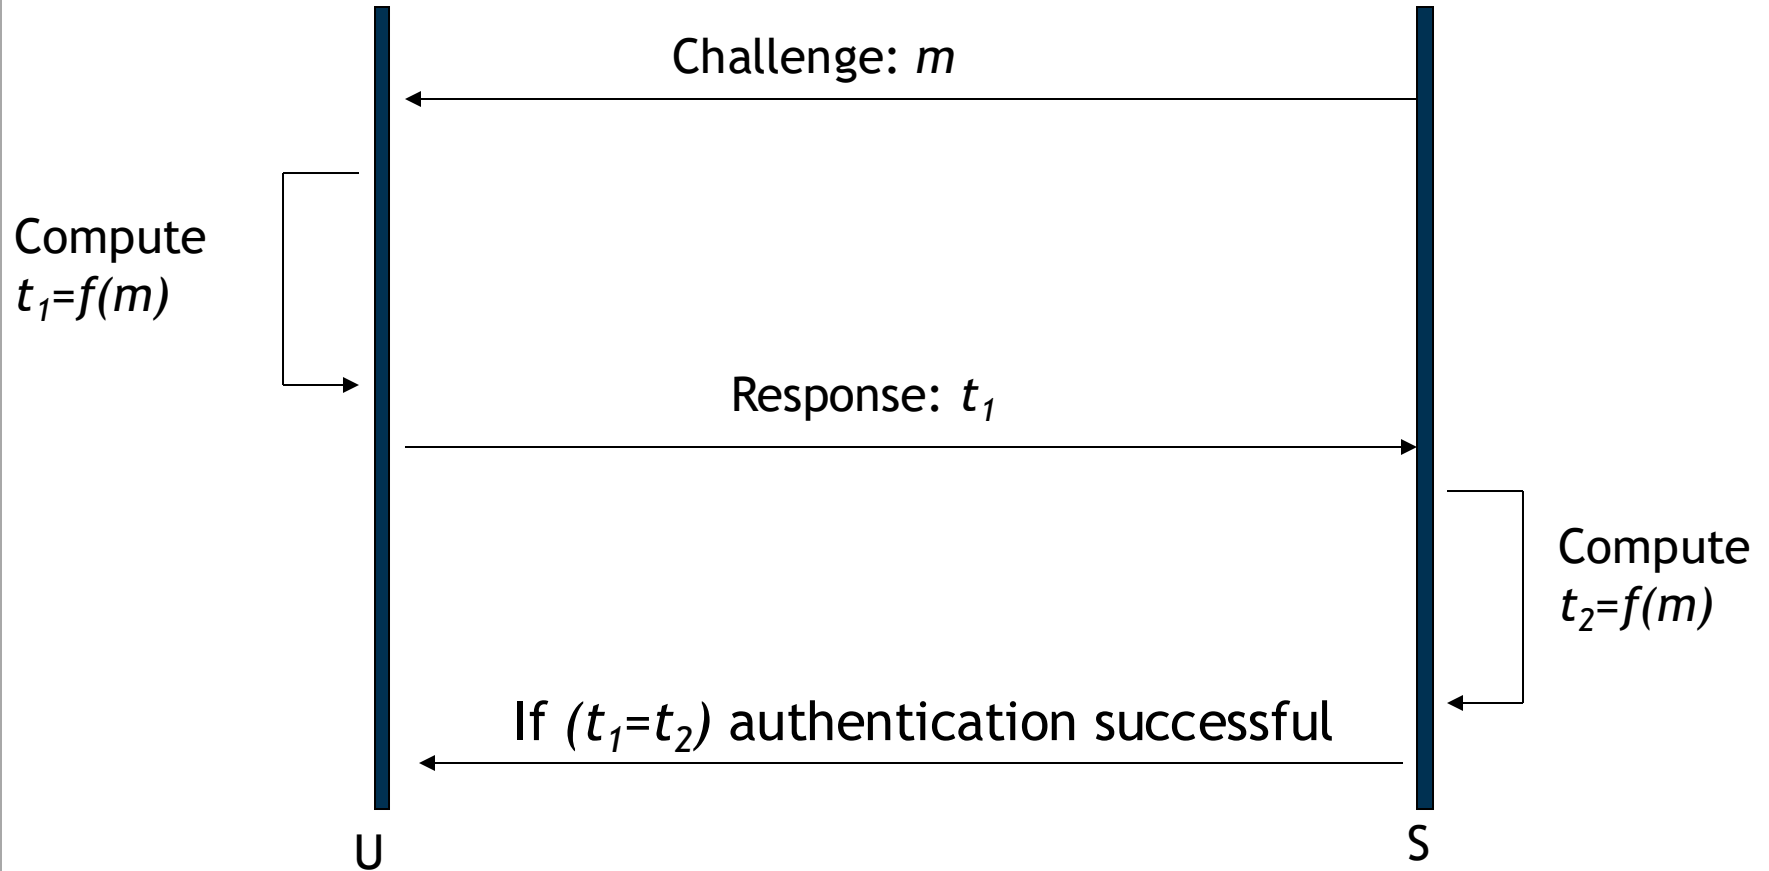 Challenge: m
Compute
t₁=f(m)
Response: t₁
Compute
t₂=f(m)
If (t₁=t₂) authentication successful
U
S